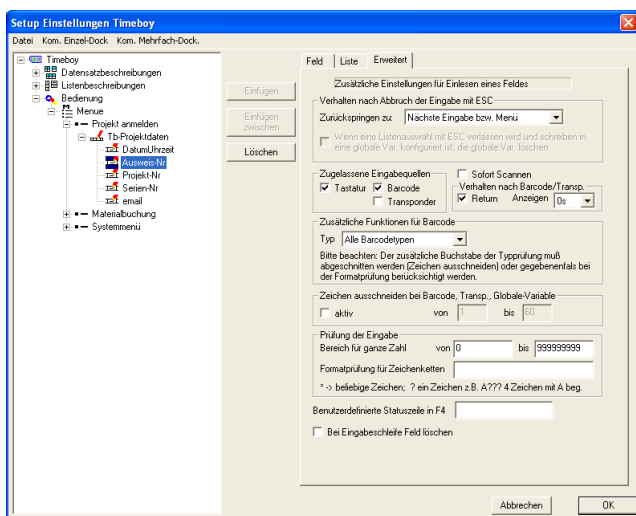 Setup Einstellungen Timeboy
Datei Kom. Einzel-Dock Kom. Mehrfach-Dock.
Timeboy
Datensatzbeschreibungen
Listenbeschreibungen
Bedienung
Menue
Projekt anmelden
Tb-Projektdaten
DatumUhrzeit
Ausweis-Nr
Projekt-Nr
Serien-Nr
email
Materialbuchung
Systemmenü
Einfügen
Einfügen
zwischen
Löschen
Feld Liste Erweitert
Zusätzliche Einstellungen für Einlesen eines Feldes
Verhalten nach Abbruch der Eingabe mit ESC
Zurückspringen zu: Nächste Eingabe bzw. Menü
Wenn eine Listenauswahl mit ESC verlassen wird und schreiben in
eine globale Var. konfiguriert ist, die globale Var. löschen
Zugelassene Eingabequellen
Tastatur Barcode
Transponder
Sofort Scannen
Verhalten nach Barcode/Transp.
Return Anzeigen 0s
Zusätzliche Funktionen für Barcode
Typ Alle Barcodetypen
Bitte beachten: Der zusätzliche Buchstabe der Typprüfung muß
abgeschnitten werden (Zeichen ausschneiden) oder gegebenenfals bei
der Formatprüfung berücksichtigt werden.
Zeichen ausschneiden bei Barcode, Transp., Globale-Variable
aktiv von 1 bis 60
Prüfung der Eingabe
Bereich für ganze Zahl von 0 bis 999999999
Formatprüfung für Zeichenketten
* -> beliebige Zeichen; ? ein Zeichen z.B. A??? 4 Zeichen mit A beg.
Benutzerdefinierte Statuszeile in F4
Bei Eingabeschleife Feld löschen
Abbrechen OK